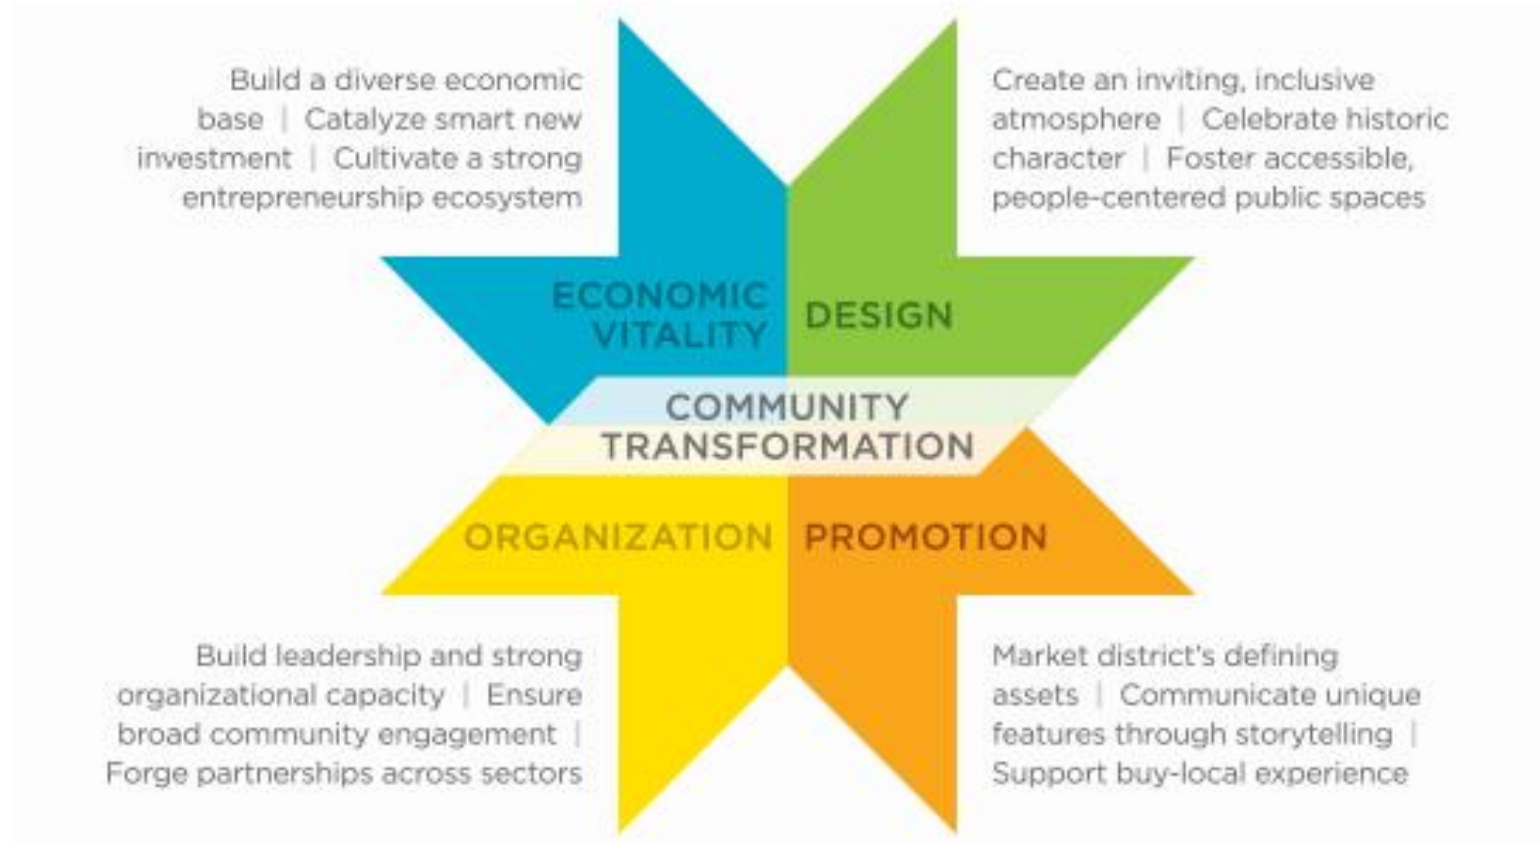 Build a diverse economic
base | Catalyze smart new
investment | Cultivate a strong
entrepreneurship ecosystem
Create an inviting, inclusive
atmosphere | Celebrate historic
character | Foster accessible,
people-centered public spaces
ECONOMIC
VITALITY
DESIGN
COMMUNITY
TRANSFORMATION
ORGANIZATION
PROMOTION
Build leadership and strong
organizational capacity | Ensure
broad community engagement |
Forge partnerships across sectors
Market district's defining
assets | Communicate unique
features through storytelling |
Support buy-local experience